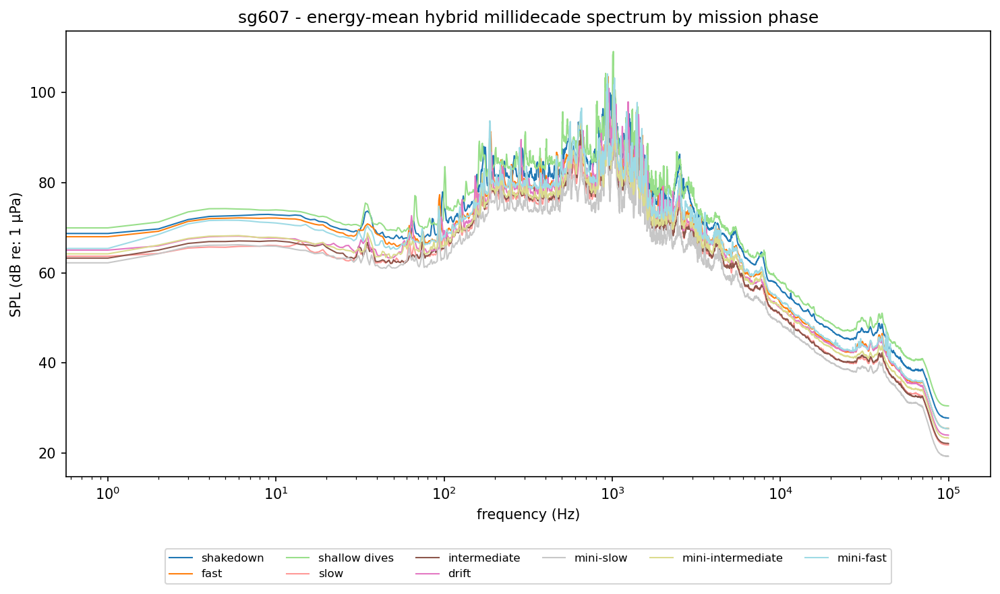 sg607 - energy-mean hybrid millidecade spectrum by mission phase
SPL (dB re: 1 μPa)
100
80
60
40
20
10⁰ 10¹ 10² 10³ 10⁴ 10⁵
frequency (Hz)
shakedown shallow dives intermediate mini-slow mini-intermediate mini-fast
fast slow drift